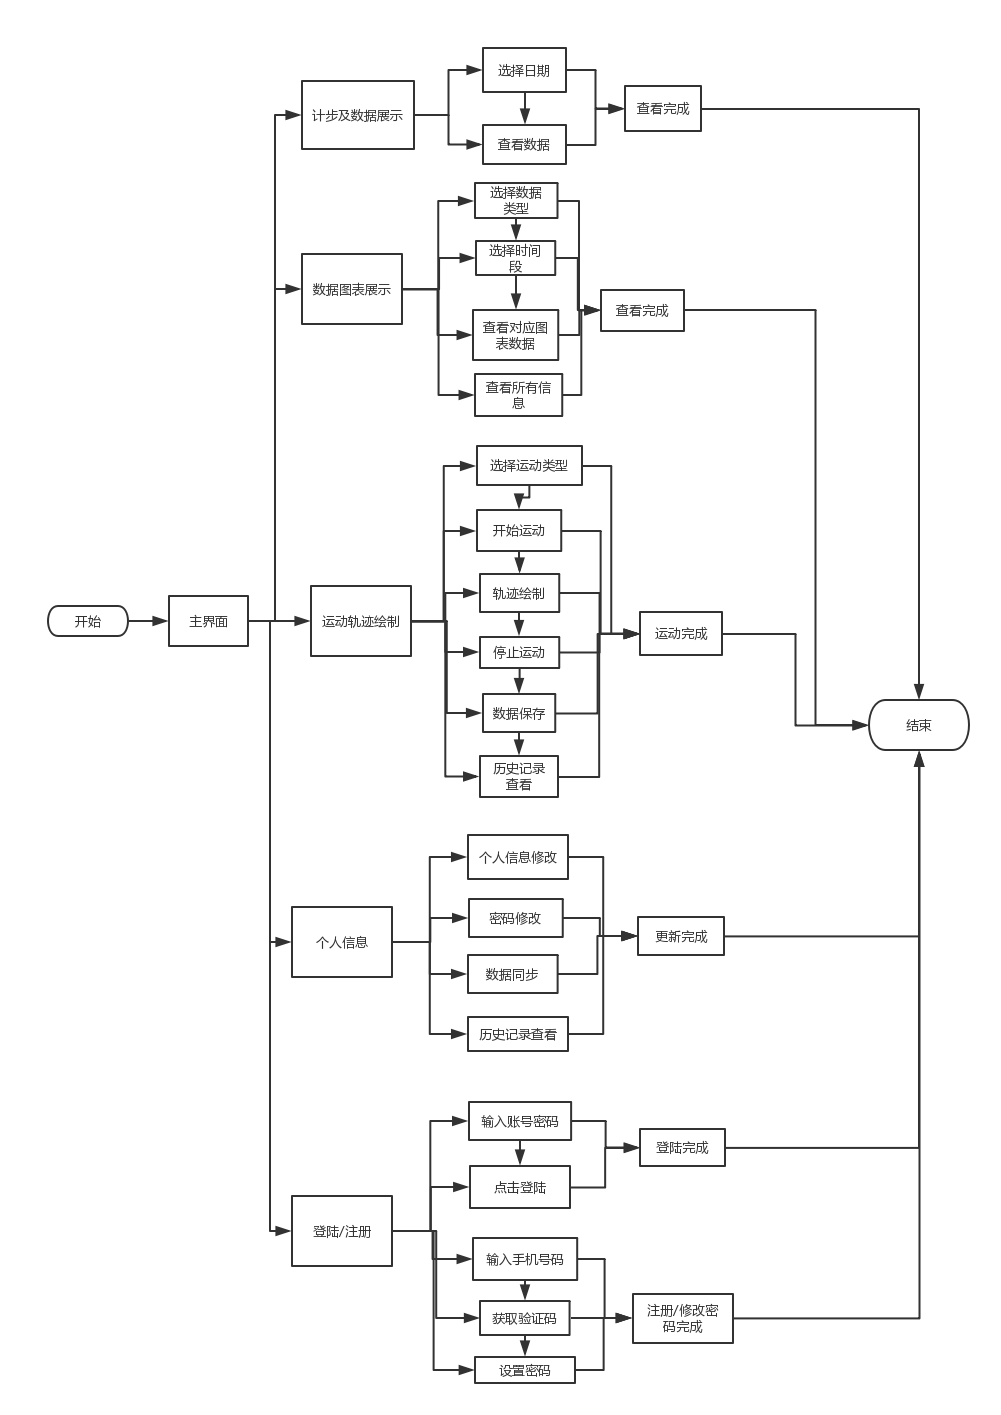 选择日期
计步及数据展示
查看完成
查看数据
选择数据
类型
选择时间
段
数据图表展示
查看完成
查看对应图
表数据
查看所有信
息
选择运动类型
开始运动
轨迹绘制
开始
主界面
运动轨迹绘制
运动完成
停止运动
数据保存
结束
历史记录
查看
个人信息修改
密码修改
个人信息
更新完成
数据同步
历史记录查看
输入账号密码
登陆完成
点击登陆
登陆/注册
输入手机号码
获取验证码
注册/修改密
码完成
设置密码